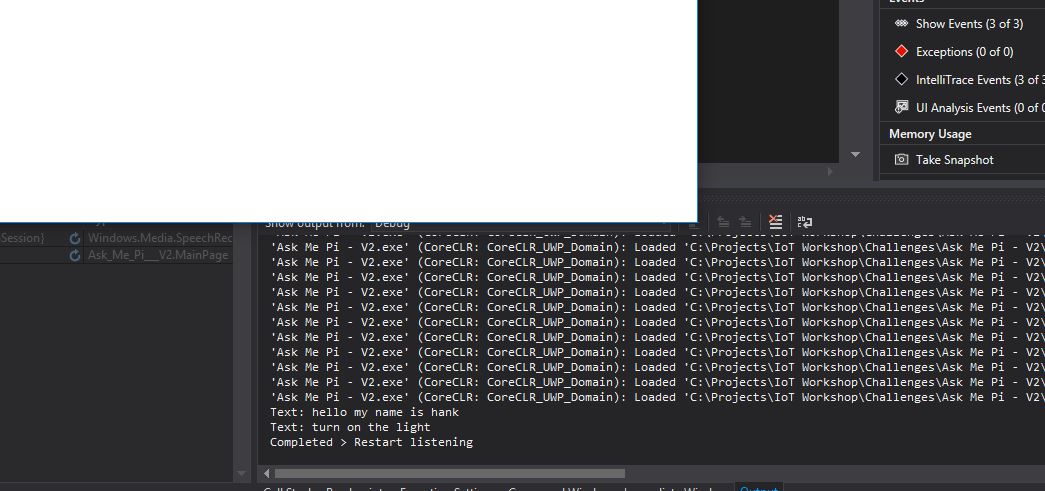 Events
Show Events (3 of 3)
Exceptions (0 of 0)
IntelliTrace Events (3 of 3
UI Analysis Events (0 of 0
Memory Usage
Take Snapshot
Show output from: Debug
Session} Windows.Media.SpeechRec
Ask_Me_Pi___V2.MainPage
'Ask Me Pi - V2.exe' (CoreCLR: CoreCLR_UWP_Domain): Loaded 'C:\Projects\IoT Workshop\Challenges\Ask Me Pi - V2\
'Ask Me Pi - V2.exe' (CoreCLR: CoreCLR_UWP_Domain): Loaded 'C:\Projects\IoT Workshop\Challenges\Ask Me Pi - V2\
'Ask Me Pi - V2.exe' (CoreCLR: CoreCLR_UWP_Domain): Loaded 'C:\Projects\IoT Workshop\Challenges\Ask Me Pi - V2\
'Ask Me Pi - V2.exe' (CoreCLR: CoreCLR_UWP_Domain): Loaded 'C:\Projects\IoT Workshop\Challenges\Ask Me Pi - V2\
'Ask Me Pi - V2.exe' (CoreCLR: CoreCLR_UWP_Domain): Loaded 'C:\Projects\IoT Workshop\Challenges\Ask Me Pi - V2\
'Ask Me Pi - V2.exe' (CoreCLR: CoreCLR_UWP_Domain): Loaded 'C:\Projects\IoT Workshop\Challenges\Ask Me Pi - V2\
'Ask Me Pi - V2.exe' (CoreCLR: CoreCLR_UWP_Domain): Loaded 'C:\Projects\IoT Workshop\Challenges\Ask Me Pi - V2\
'Ask Me Pi - V2.exe' (CoreCLR: CoreCLR_UWP_Domain): Loaded 'C:\Projects\IoT Workshop\Challenges\Ask Me Pi - V2\
'Ask Me Pi - V2.exe' (CoreCLR: CoreCLR_UWP_Domain): Loaded 'C:\Projects\IoT Workshop\Challenges\Ask Me Pi - V2\
'Ask Me Pi - V2.exe' (CoreCLR: CoreCLR_UWP_Domain): Loaded 'C:\Projects\IoT Workshop\Challenges\Ask Me Pi - V2\
'Ask Me Pi - V2.exe' (CoreCLR: CoreCLR_UWP_Domain): Loaded 'C:\Projects\IoT Workshop\Challenges\Ask Me Pi - V2\
Text: hello my name is hank
Text: turn on the light
Completed > Restart listening
Output